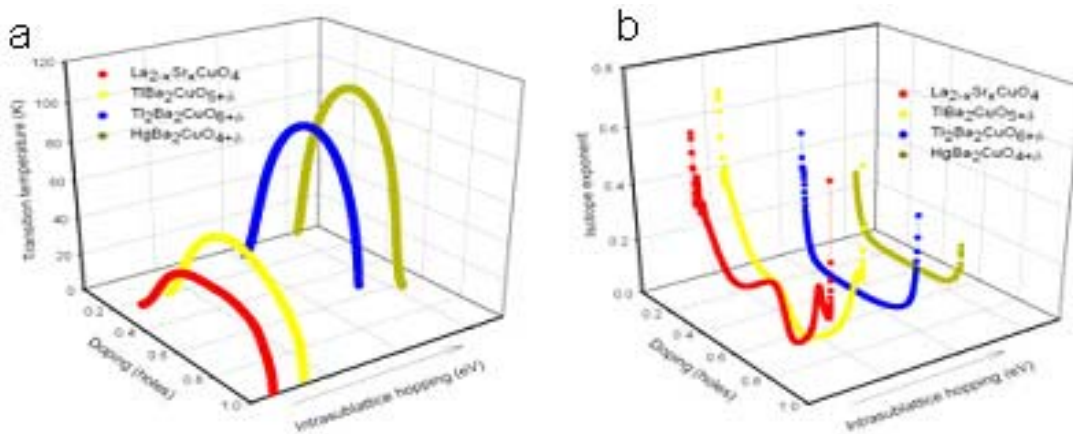 a
120
100
80
60
40
20
0
Transition temperature (K)
La2-xSrxCuO4
TlBa2CuO5+δ
Tl2Ba2CuO6+δ
HgBa2CuO4+δ
0.2
0.4
0.6
0.8
1.0
Doping (holes)
Intrasublattice hopping (eV)
b
0.8
0.6
0.4
0.2
0.0
Isotope exponent
La2-xSrxCuO4
TlBa2CuO5+δ
Tl2Ba2CuO6+δ
HgBa2CuO4+δ
0.2
0.4
0.6
0.8
1.0
Doping (holes)
Intrasublattice hopping (eV)